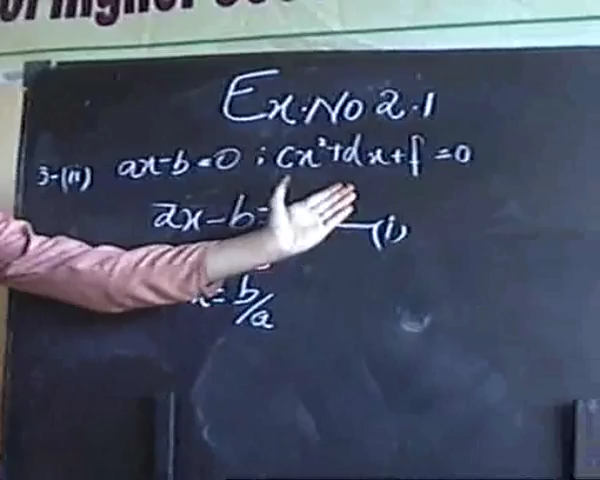 Ex. No 2.1
3-(ii) ax-b=0 ; cx²+dx+f=0
ax-b= —(i)
x= b/a